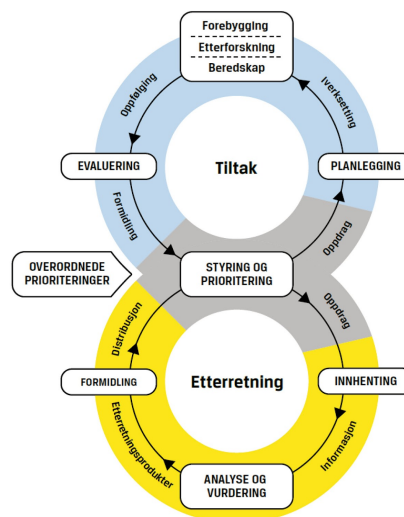 Forebygging
Etterforskning
Beredskap
Oppfølging
Iverksetting
EVALUERING
Tiltak
PLANLEGGING
Formidling
Oppdrag
OVERORDNEDE
PRIORITERINGER
STYRING OG
PRIORITERING
Distribusjon
Oppdrag
FORMIDLING
Etterretning
INNHENTING
Etterretningsprodukter
Informasjon
ANALYSE OG
VURDERING